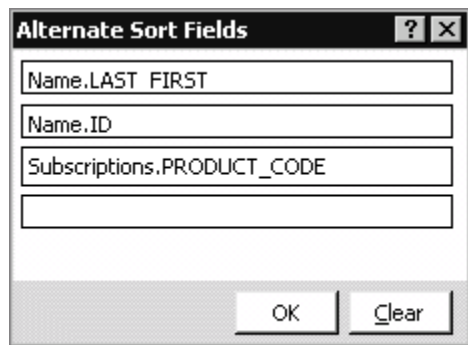 Alternate Sort Fields
Name.LAST_FIRST
Name.ID
Subscriptions.PRODUCT_CODE
OK
Clear